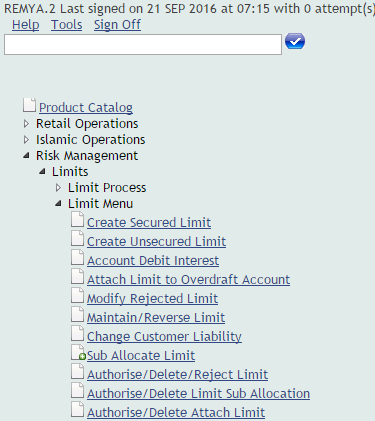 REMYA.2 Last signed on 21 SEP 2016 at 07:15 with 0 attempt(s)
Help Tools Sign Off
Product Catalog
Retail Operations
Islamic Operations
Risk Management
Limits
Limit Process
Limit Menu
Create Secured Limit
Create Unsecured Limit
Account Debit Interest
Attach Limit to Overdraft Account
Modify Rejected Limit
Maintain/Reverse Limit
Change Customer Liability
Sub Allocate Limit
Authorise/Delete/Reject Limit
Authorise/Delete Limit Sub Allocation
Authorise/Delete Attach Limit